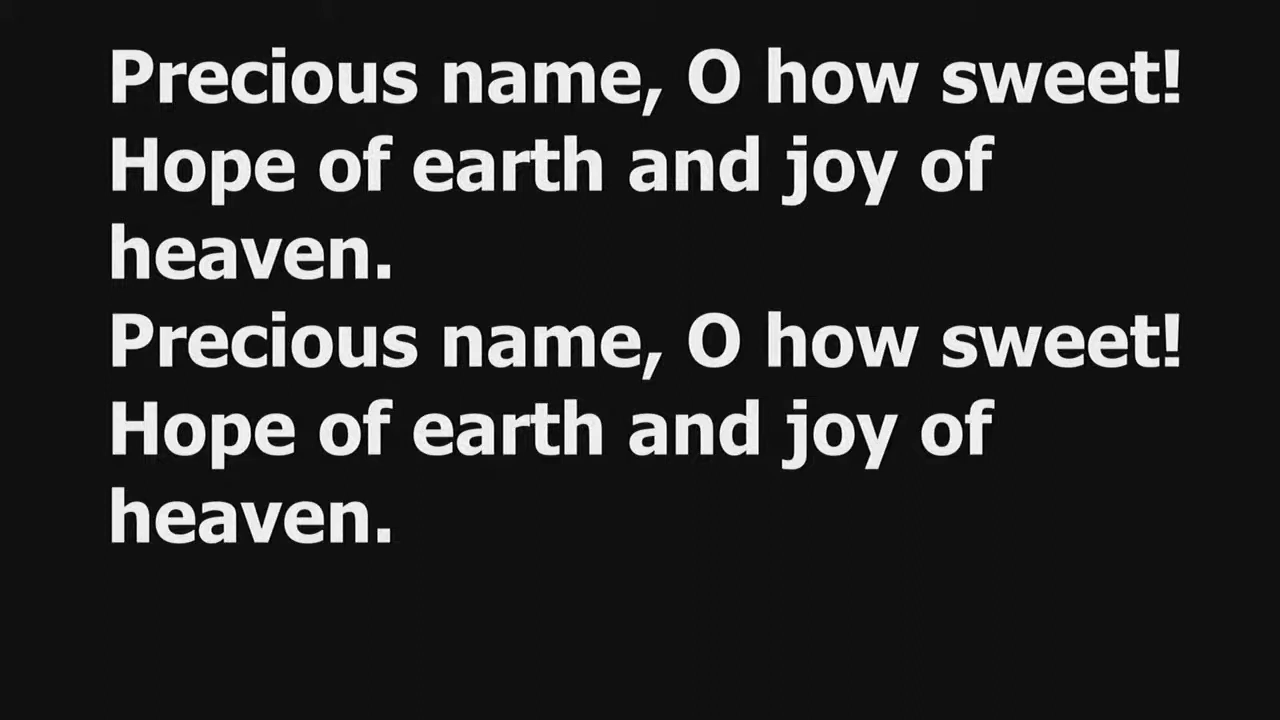 Precious name, O how sweet!
Hope of earth and joy of
heaven.
Precious name, O how sweet!
Hope of earth and joy of
heaven.